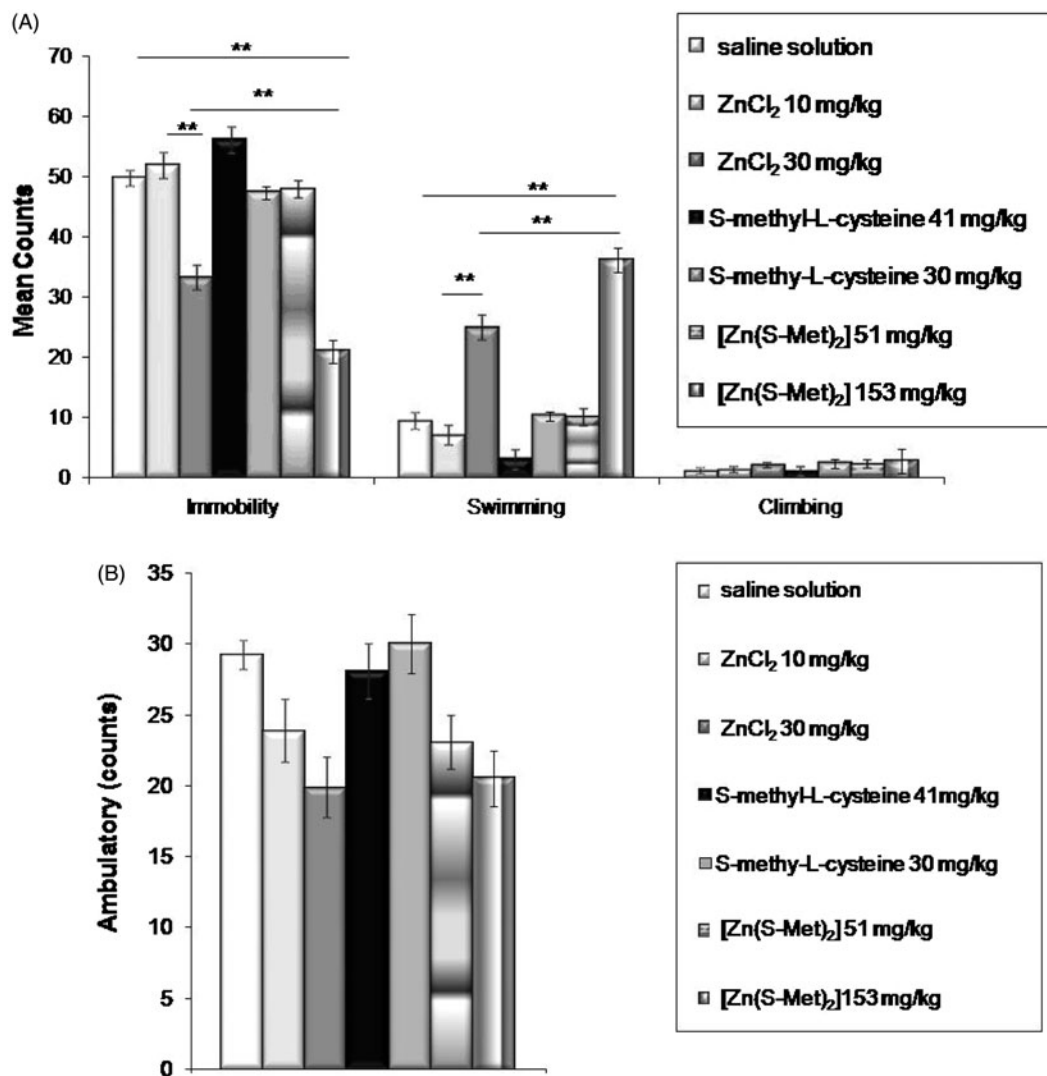 (A)
70
60
50
40
30
20
10
0
Mean Counts
**
**
**
**
**
**
Immobility
Swimming
Climbing
saline solution
ZnCl₂ 10 mg/kg
ZnCl₂ 30 mg/kg
S-methyl-L-cysteine 41 mg/kg
S-methy-L-cysteine 30 mg/kg
[Zn(S-Met)₂] 51 mg/kg
[Zn(S-Met)₂] 153 mg/kg
(B)
35
30
25
20
15
10
5
0
Ambulatory (counts)
saline solution
ZnCl₂ 10 mg/kg
ZnCl₂ 30 mg/kg
S-methyl-L-cysteine 41mg/kg
S-methy-L-cysteine 30 mg/kg
[Zn(S-Met)₂] 51 mg/kg
[Zn(S-Met)₂]153 mg/kg